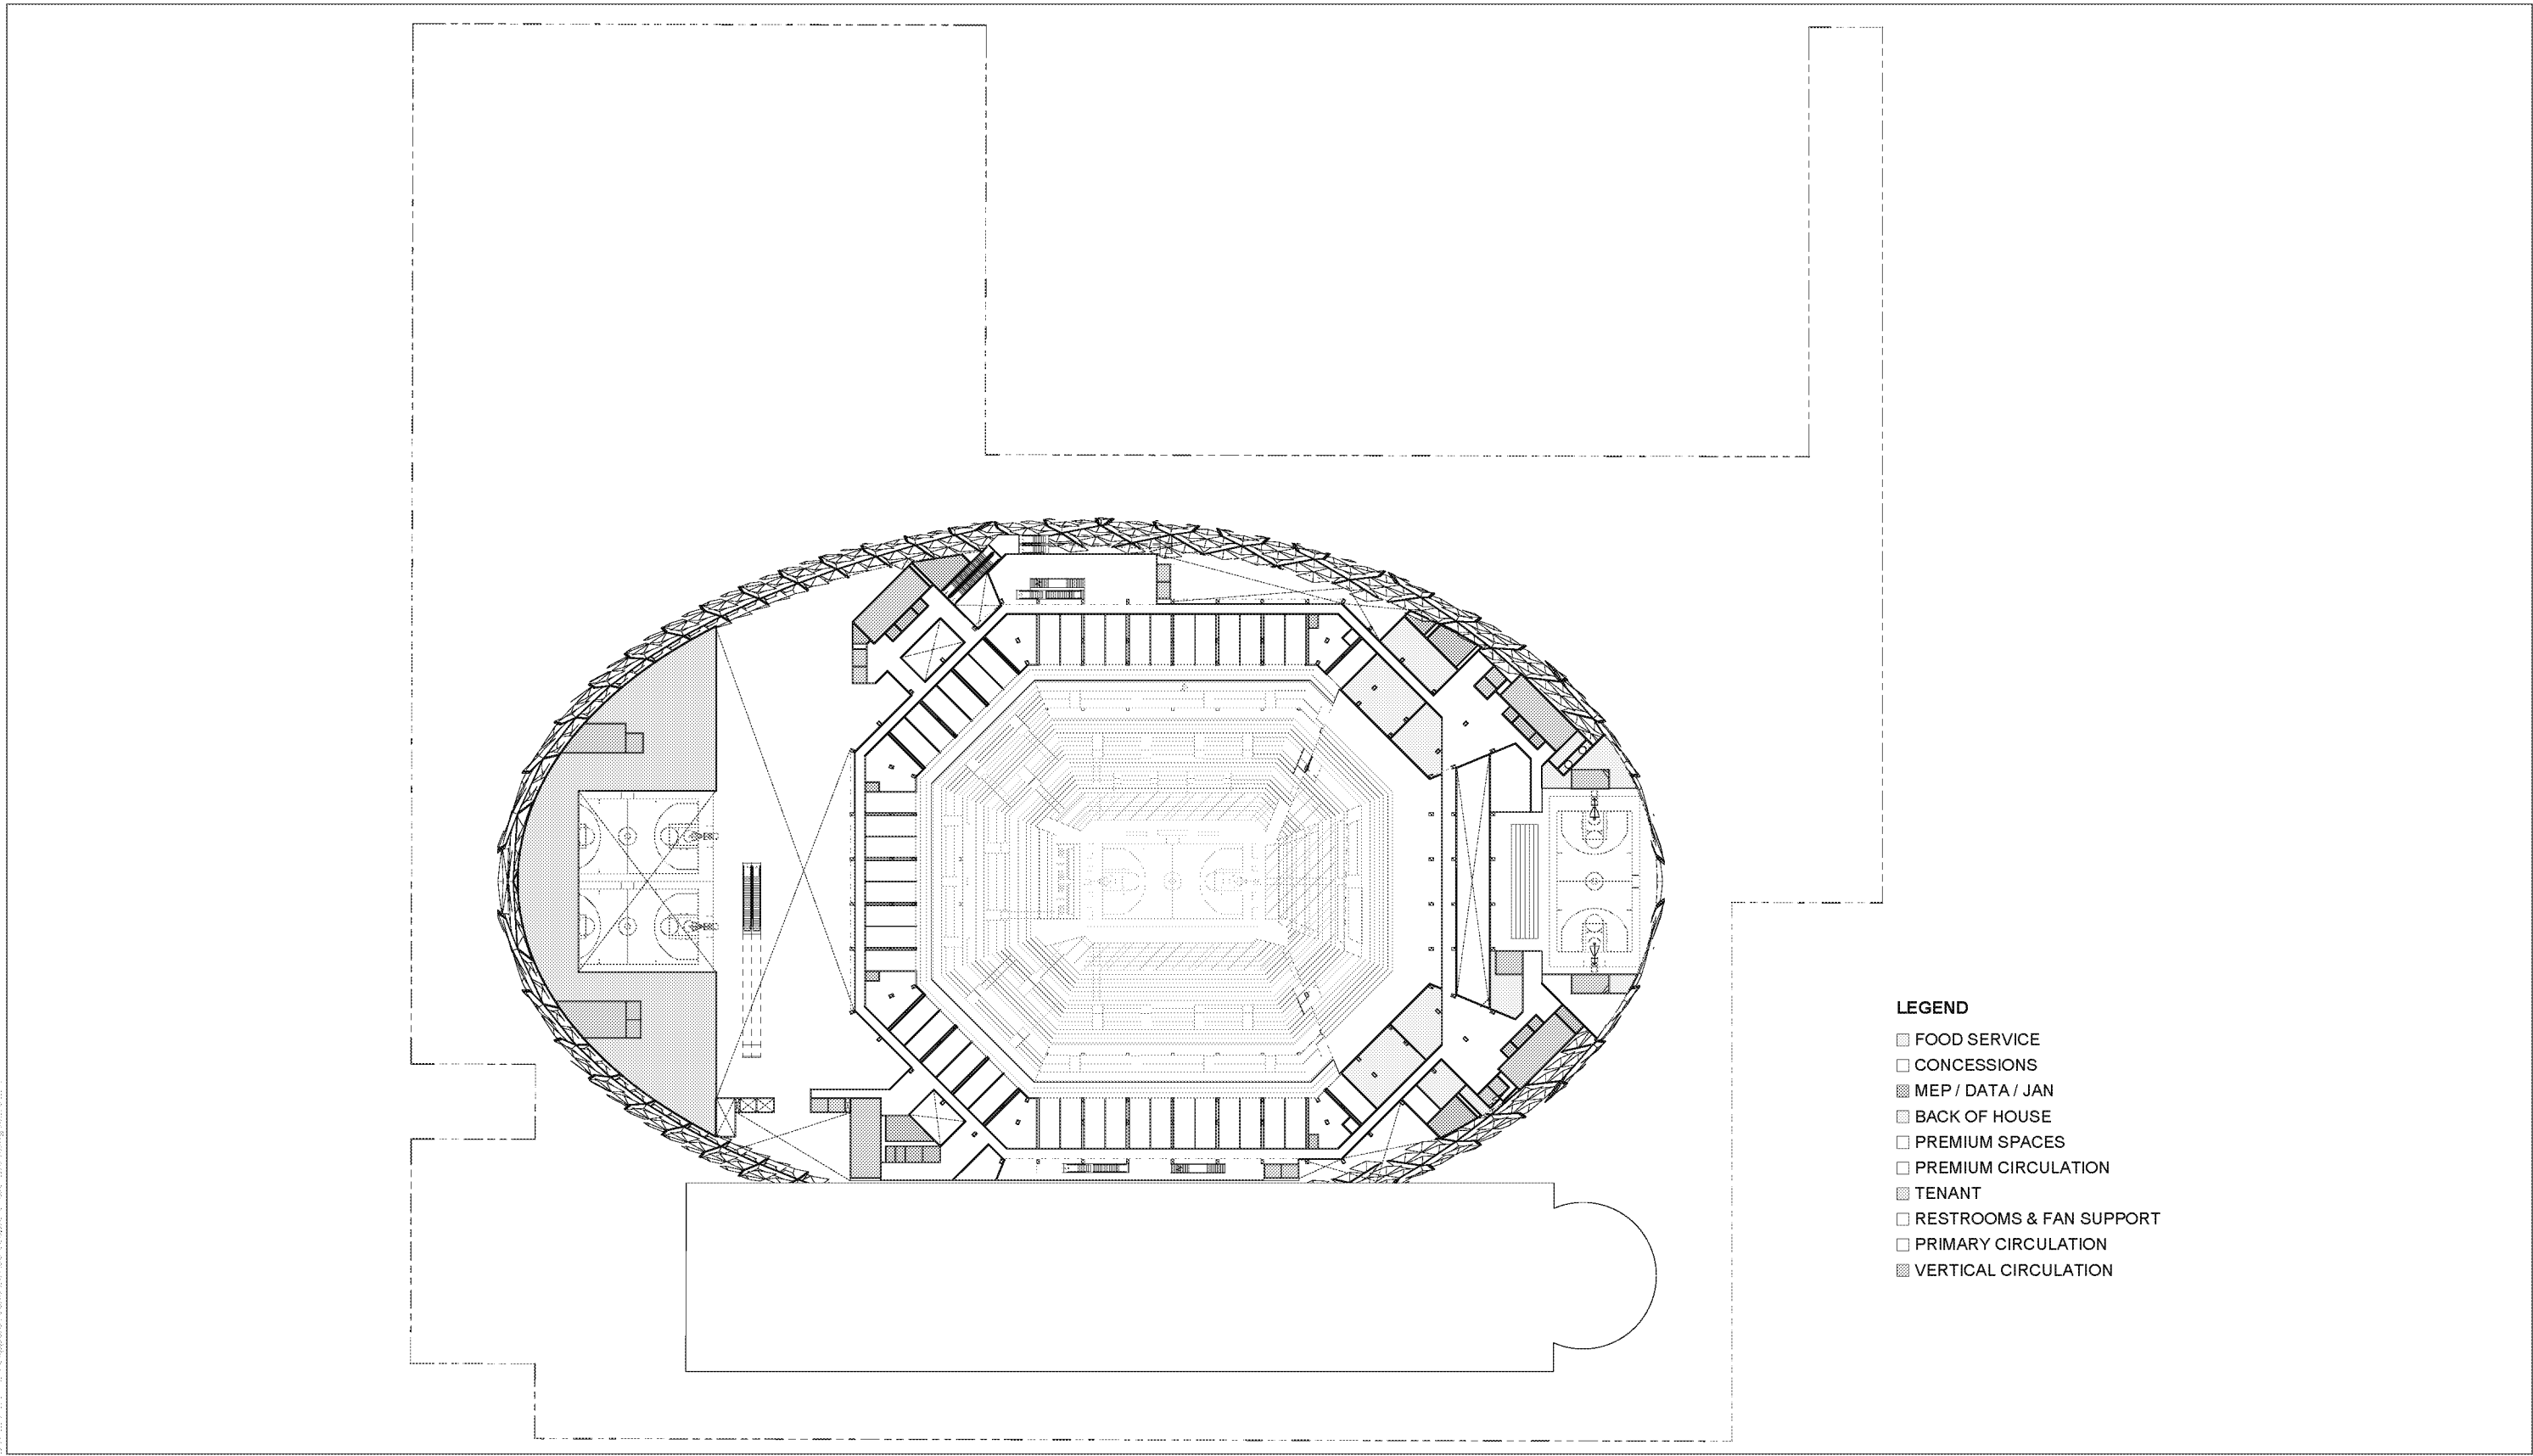 LEGEND
FOOD SERVICE
CONCESSIONS
MEP / DATA / JAN
BACK OF HOUSE
PREMIUM SPACES
PREMIUM CIRCULATION
TENANT
RESTROOMS & FAN SUPPORT
PRIMARY CIRCULATION
VERTICAL CIRCULATION